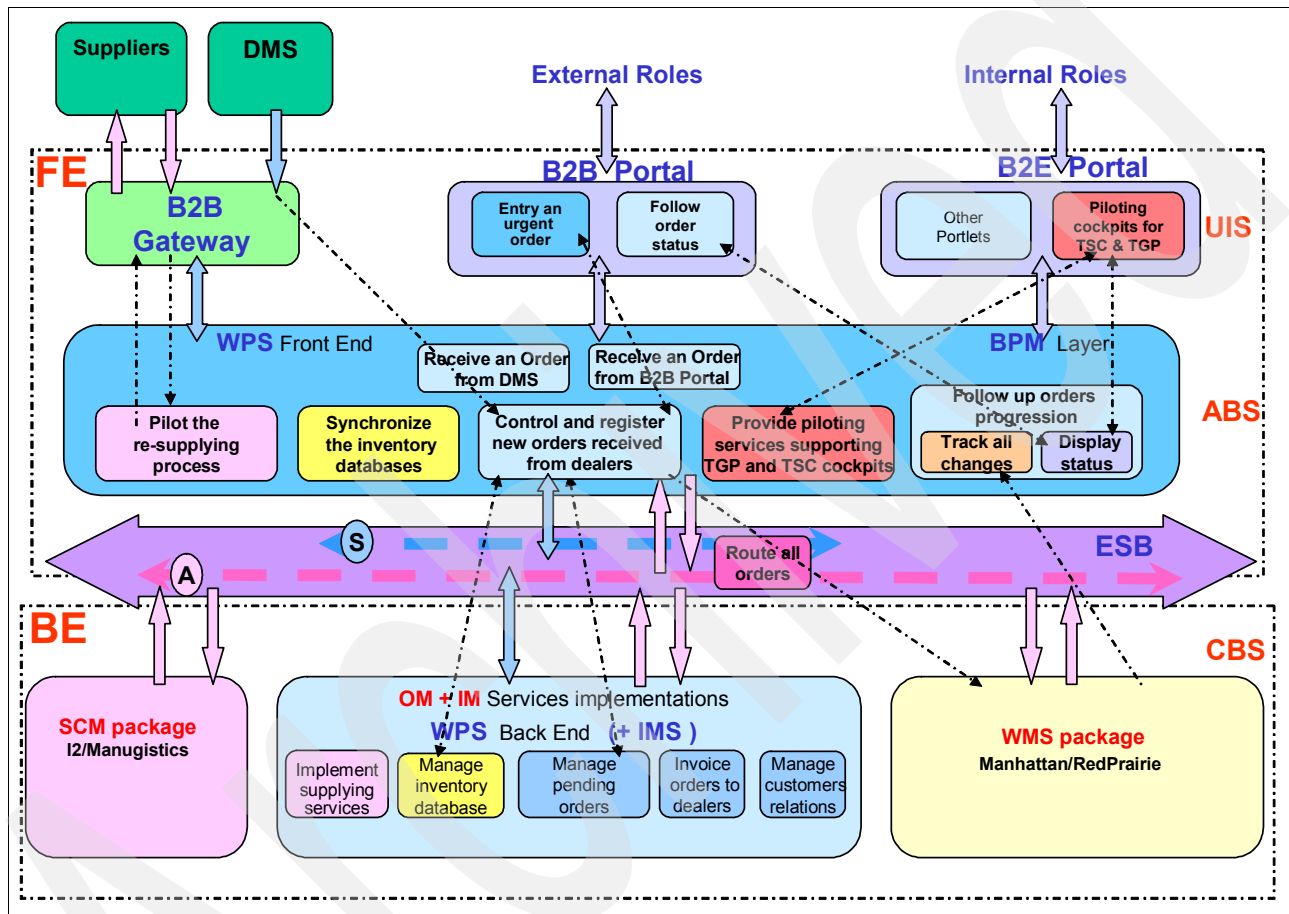 Suppliers
DMS
External Roles
Internal Roles
FE
B2B
Gateway
B2B Portal
Entry an
urgent
order
Follow
order
status
B2E Portal
Other
Portlets
Piloting
cockpits for
TSC & TGP
UIS
WPS Front End
BPM Layer
Receive an Order
from DMS
Receive an Order
from B2B Portal
Pilot the
re-supplying
process
Synchronize
the inventory
databases
Control and register
new orders received
from dealers
Provide piloting
services supporting
TGP and TSC cockpits
Follow up orders
progression
Track all
changes
Display
status
ABS
S
A
Route all
orders
ESB
BE
CBS
SCM package
I2/Manugistics
OM + IM Services implementations
WPS Back End (+ IMS )
Implement
supplying
services
Manage
inventory
database
Manage
pending
orders
Invoice
orders to
dealers
Manage
customers
relations
WMS package
Manhattan/RedPrairie